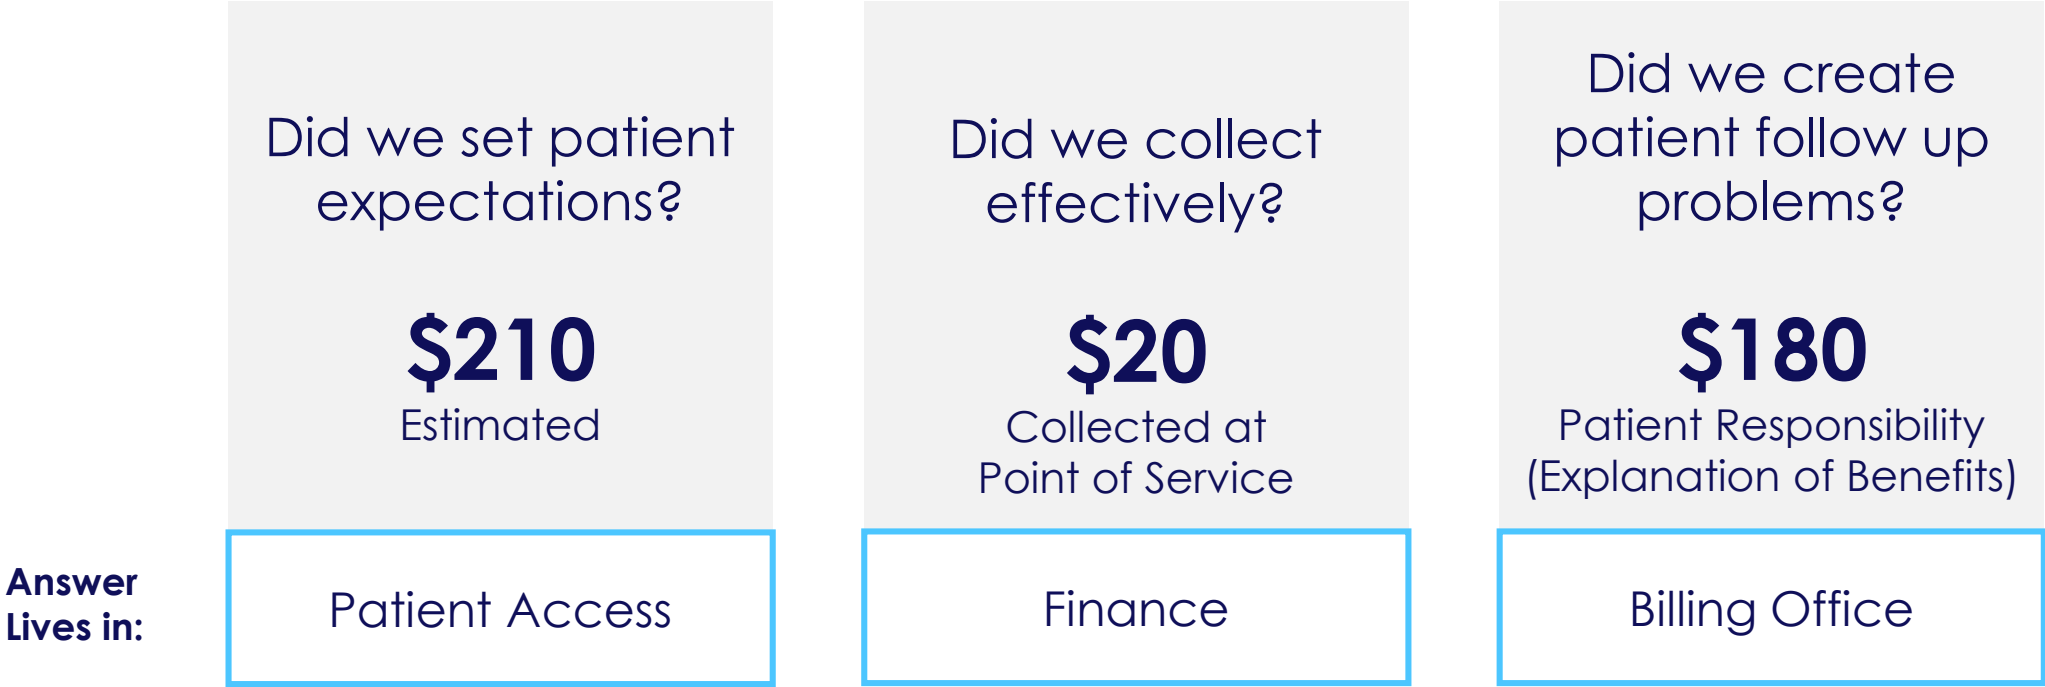 Did we set patient
expectations?
$210
Estimated
Patient Access
Did we collect
effectively?
$20
Collected at
Point of Service
Finance
Did we create
patient follow up
problems?
$180
Patient Responsibility
(Explanation of Benefits)
Billing Office
Answer
Lives in: